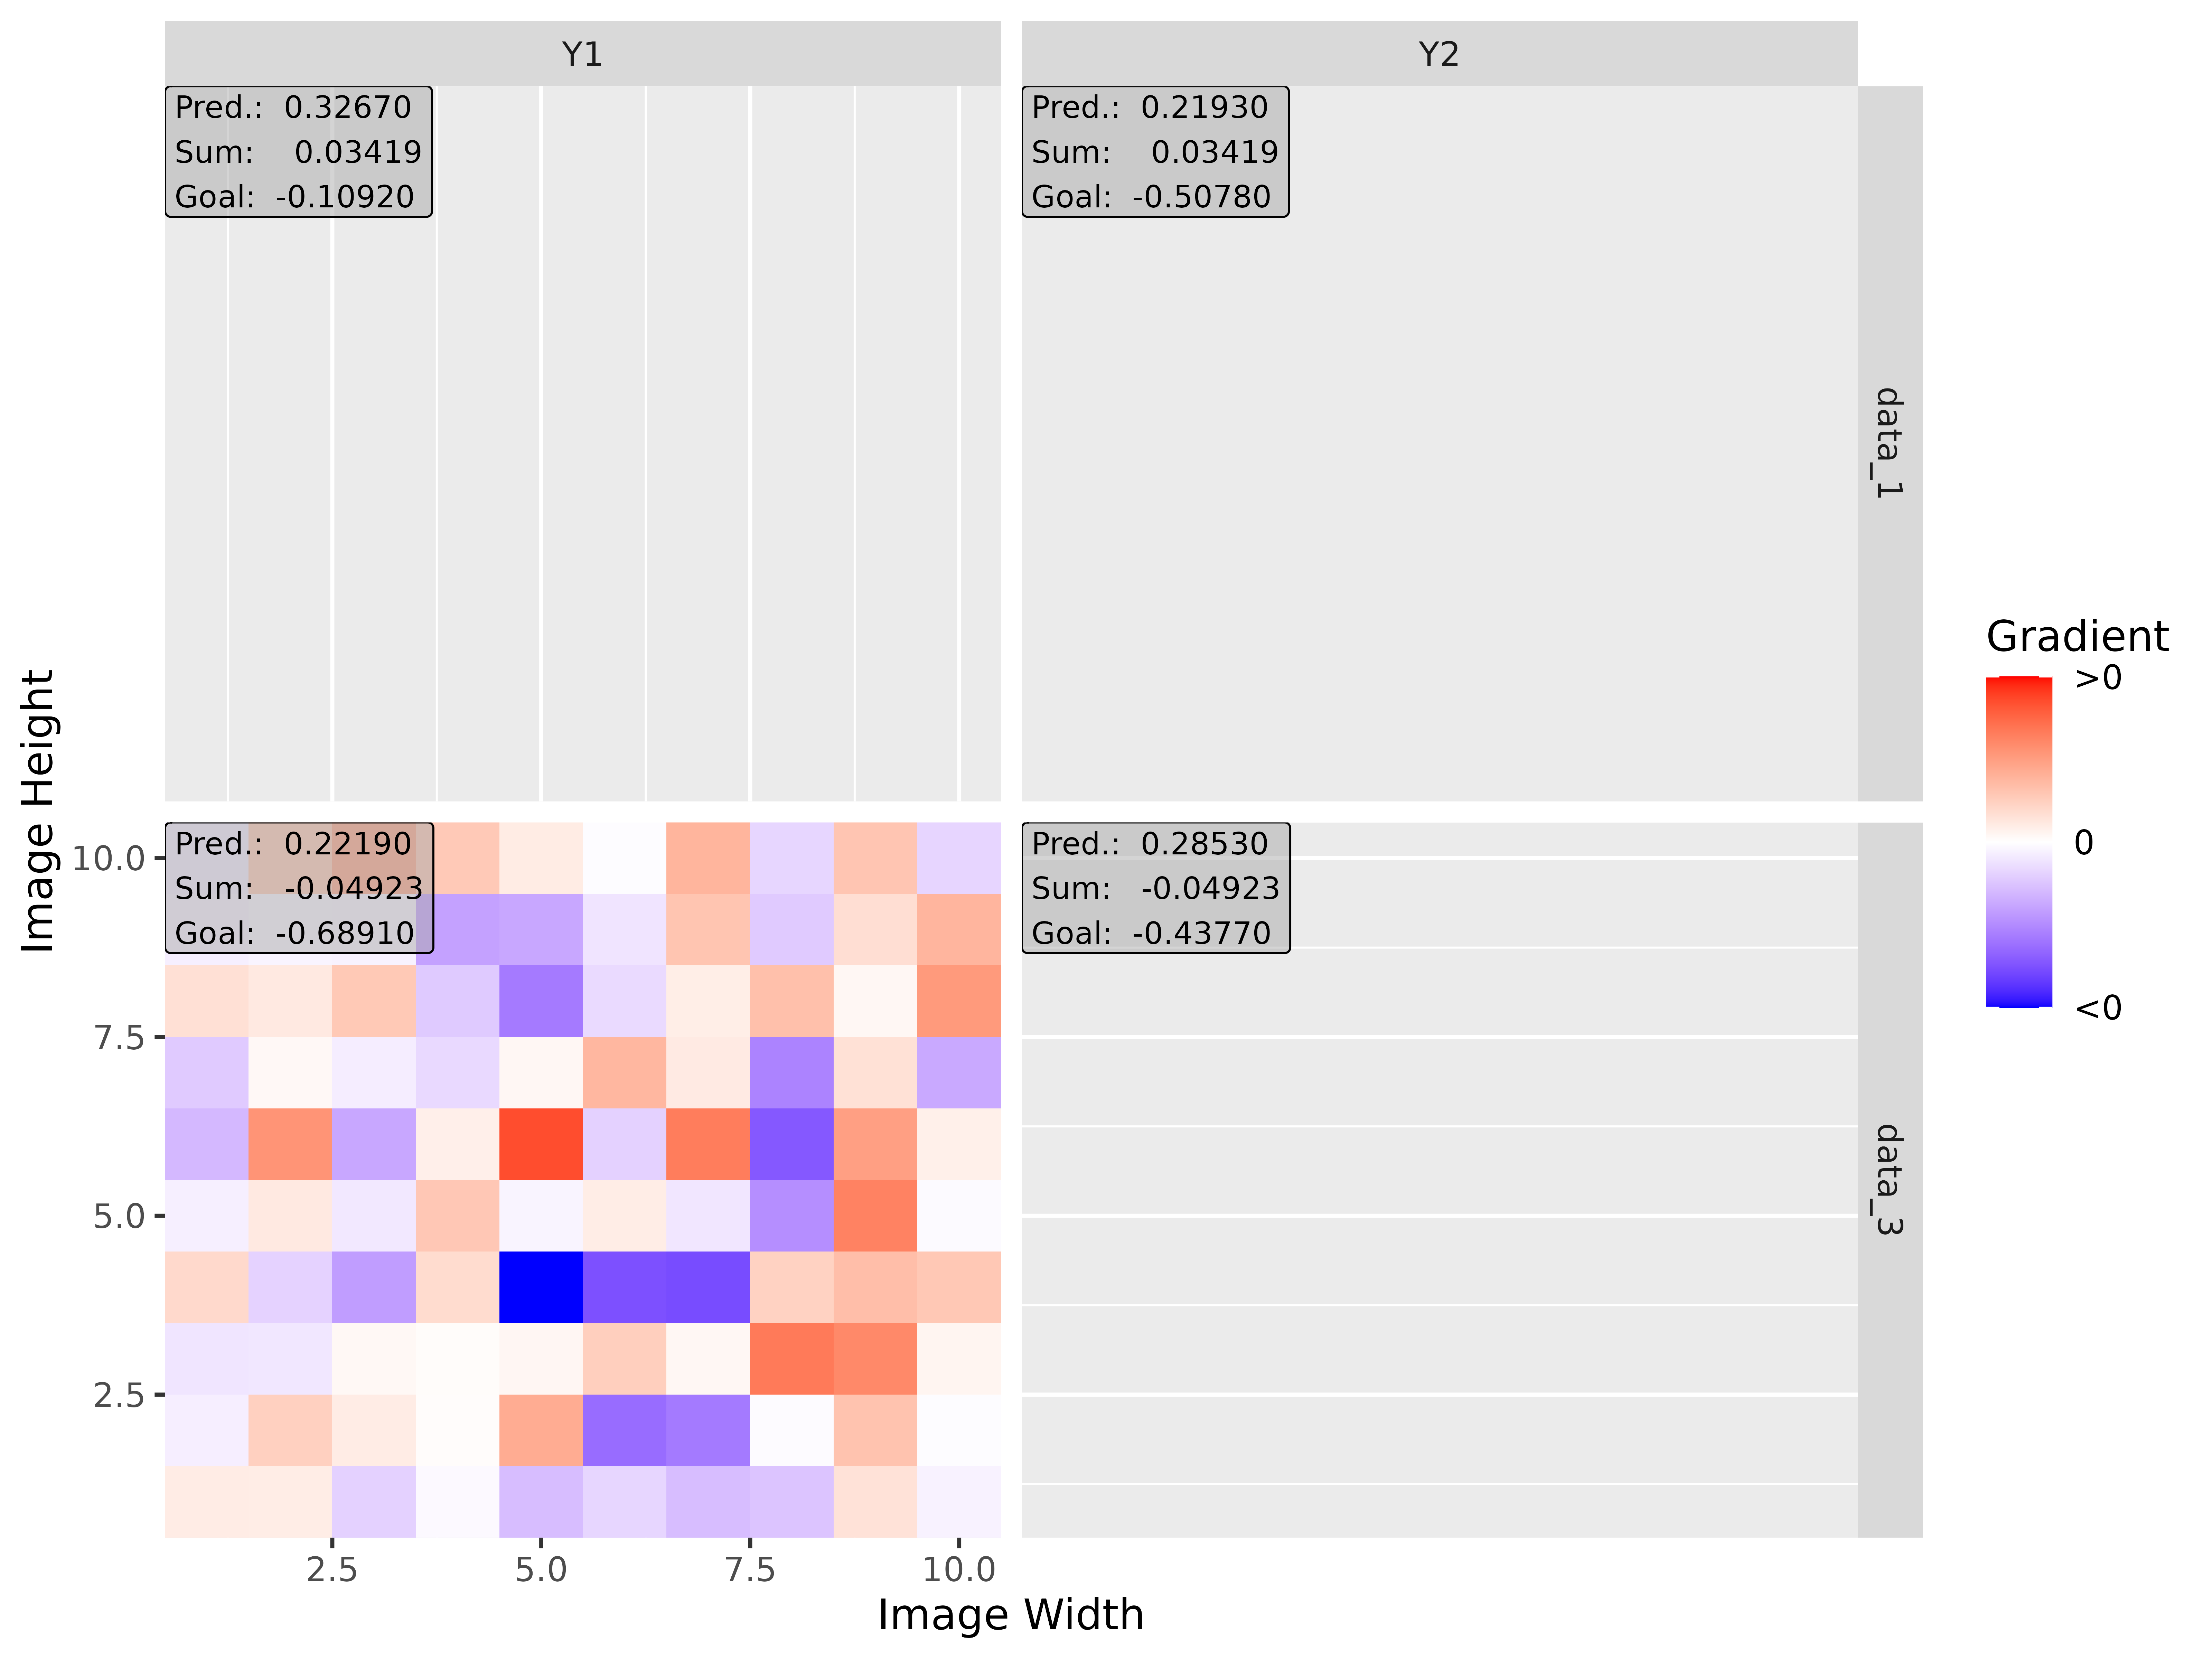 Y1
Y2
Pred.: 0.32670
Sum: 0.03419
Goal: -0.10920
Pred.: 0.21930
Sum: 0.03419
Goal: -0.50780
data_1
Image Height
Pred.: 0.22190
Sum: -0.04923
Goal: -0.68910
Pred.: 0.28530
Sum: -0.04923
Goal: -0.43770
data_3
10.0
7.5
5.0
2.5
2.5 5.0 7.5 10.0
Image Width
Gradient
>0
0
<0